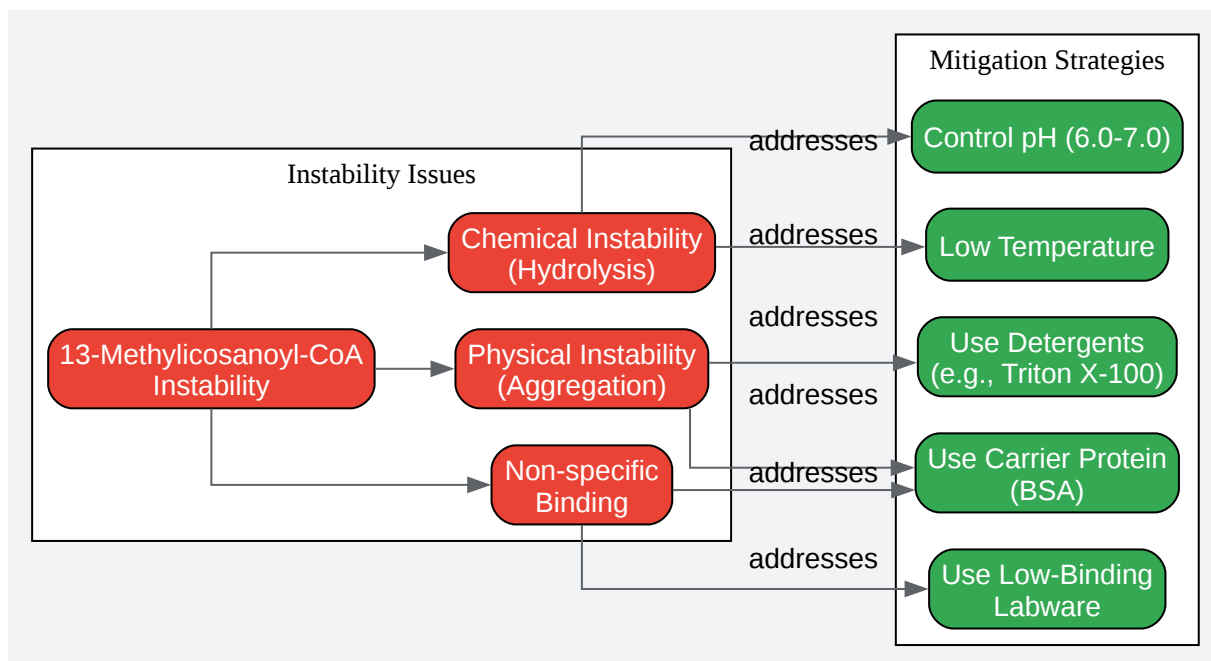 Mitigation Strategies
Control pH (6.0-7.0)
addresses
Instability Issues
Chemical Instability
(Hydrolysis)
addresses
Low Temperature
13-Methylicosanoyl-CoA
Instability
Physical Instability
(Aggregation)
addresses
Use Detergents
(e.g., Triton X-100)
addresses
Non-specific
Binding
addresses
Use Carrier Protein
(BSA)
addresses
Use Low-Binding
Labware